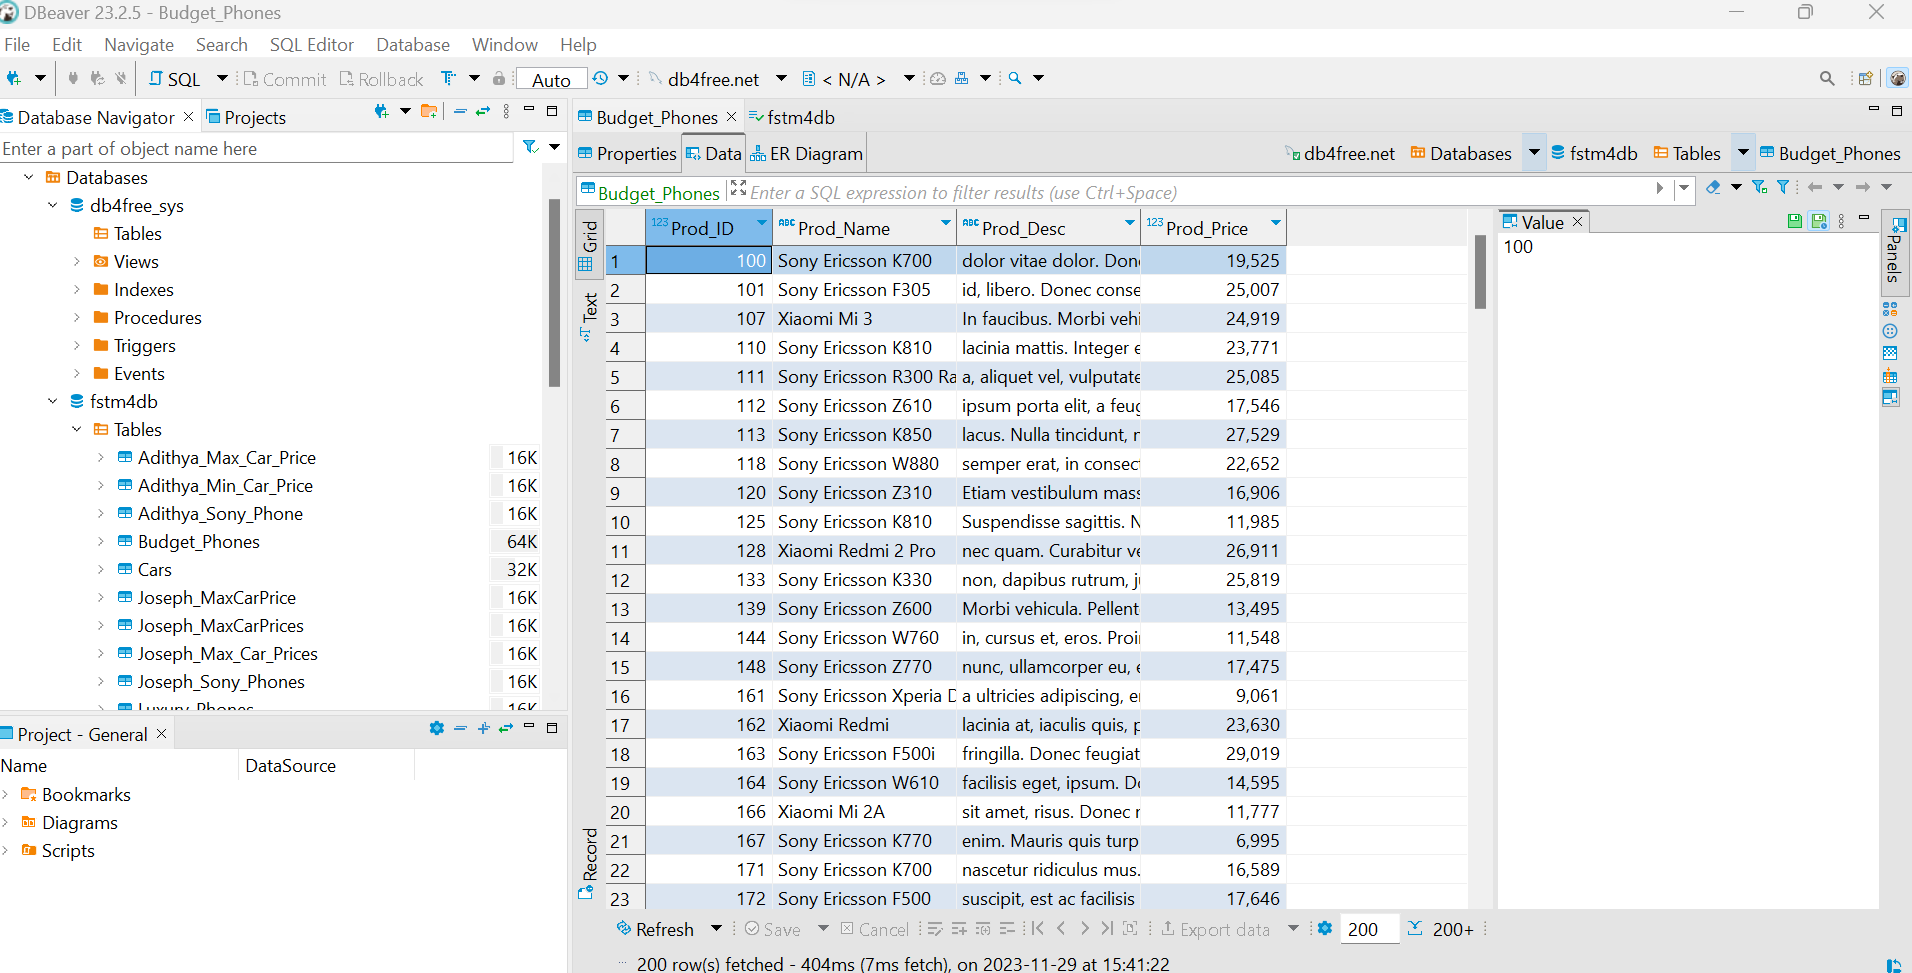 DBeaver 23.2.5 - Budget_Phones
File Edit Navigate Search SQL Editor Database Window Help
SQL Commit Rollback Auto db4free.net < N/A >
Database Navigator Projects
Enter a part of object name here
Databases
db4free_sys
Tables
Views
Indexes
Procedures
Triggers
Events
fstm4db
Tables
Adithya_Max_Car_Price 16K
Adithya_Min_Car_Price 16K
Adithya_Sony_Phone 16K
Budget_Phones 64K
Cars 32K
Joseph_MaxCarPrice 16K
Joseph_MaxCarPrices 16K
Joseph_Max_Car_Prices 16K
Joseph_Sony_Phones 16K
Luxury_Phones 16K
Project - General
Name DataSource
Bookmarks
Diagrams
Scripts
Budget_Phones fstm4db
Properties Data ER Diagram db4free.net Databases fstm4db Tables Budget_Phones
Budget_Phones Enter a SQL expression to filter results (use Ctrl+Space)
Grid
Text
Record
123 Prod_ID ABC Prod_Name ABC Prod_Desc 123 Prod_Price
1 100 Sony Ericsson K700 dolor vitae dolor. Don 19,525
2 101 Sony Ericsson F305 id, libero. Donec conse 25,007
3 107 Xiaomi Mi 3 In faucibus. Morbi vehi 24,919
4 110 Sony Ericsson K810 lacinia mattis. Integer e 23,771
5 111 Sony Ericsson R300 Ra a, aliquet vel, vulputate 25,085
6 112 Sony Ericsson Z610 ipsum porta elit, a feug 17,546
7 113 Sony Ericsson K850 lacus. Nulla tincidunt, r 27,529
8 118 Sony Ericsson W880 semper erat, in consec 22,652
9 120 Sony Ericsson Z310 Etiam vestibulum mass 16,906
10 125 Sony Ericsson K810 Suspendisse sagittis. N 11,985
11 128 Xiaomi Redmi 2 Pro nec quam. Curabitur ve 26,911
12 133 Sony Ericsson K330 non, dapibus rutrum, ju 25,819
13 139 Sony Ericsson Z600 Morbi vehicula. Pellent 13,495
14 144 Sony Ericsson W760 in, cursus et, eros. Proi 11,548
15 148 Sony Ericsson Z770 nunc, ullamcorper eu, e 17,475
16 161 Sony Ericsson Xperia D a ultricies adipiscing, e 9,061
17 162 Xiaomi Redmi lacinia at, iaculis quis, p 23,630
18 163 Sony Ericsson F500i fringilla. Donec feugiat 29,019
19 164 Sony Ericsson W610 facilisis eget, ipsum. Do 14,595
20 166 Xiaomi Mi 2A sit amet, risus. Donec r 11,777
21 167 Sony Ericsson K770 enim. Mauris quis turp 6,995
22 171 Sony Ericsson K700 nascetur ridiculus mus. 16,589
23 172 Sony Ericsson F500 suscipit, est ac facilisis 17,646
Value
100
Panels
Refresh Save Cancel Export data 200 200+
200 row(s) fetched - 404ms (7ms fetch), on 2023-11-29 at 15:41:22